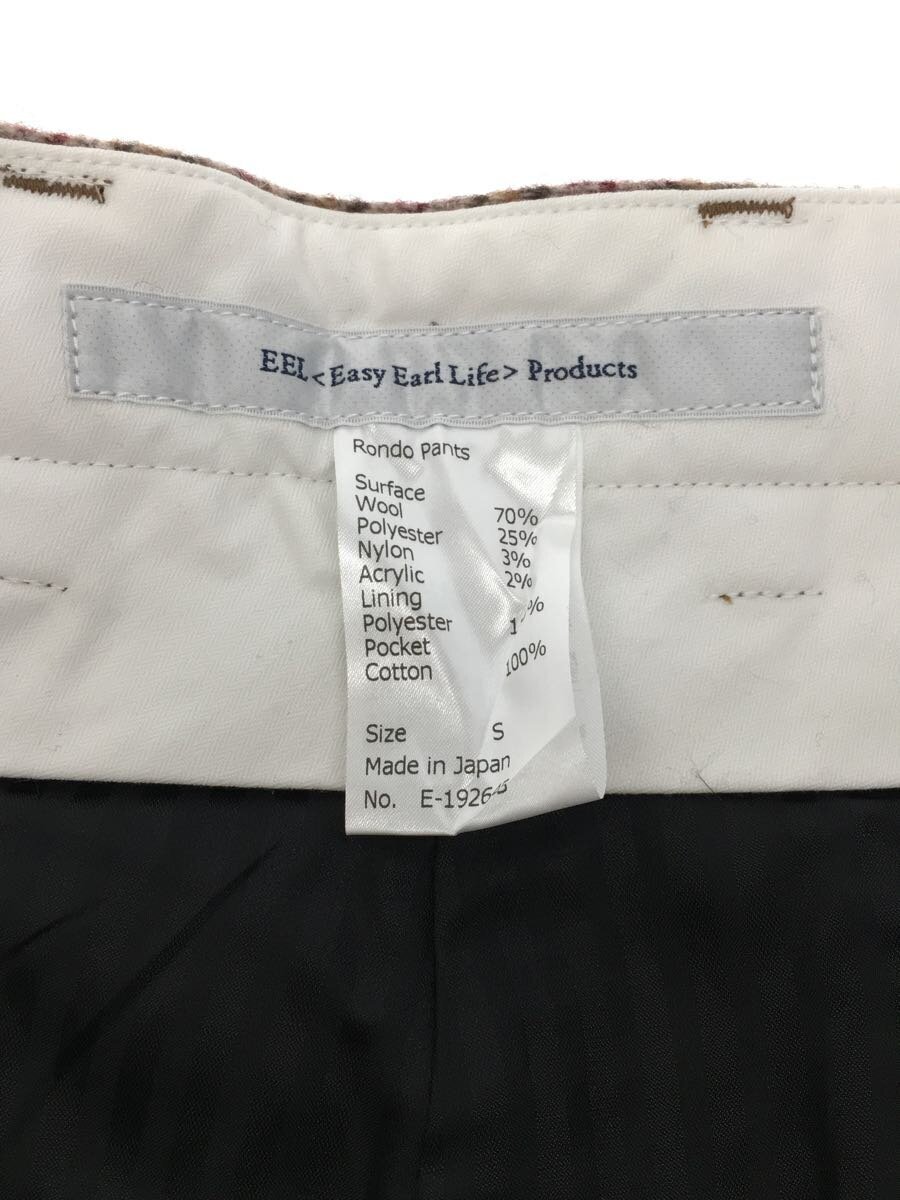 EEL <Easy Earl Life> Products
Rondo pants
Surface
Wool 70%
Polyester 25%
Nylon 3%
Acrylic 2%
Lining
Polyester
Pocket
Cotton 100%
Size S
Made in Japan
No.